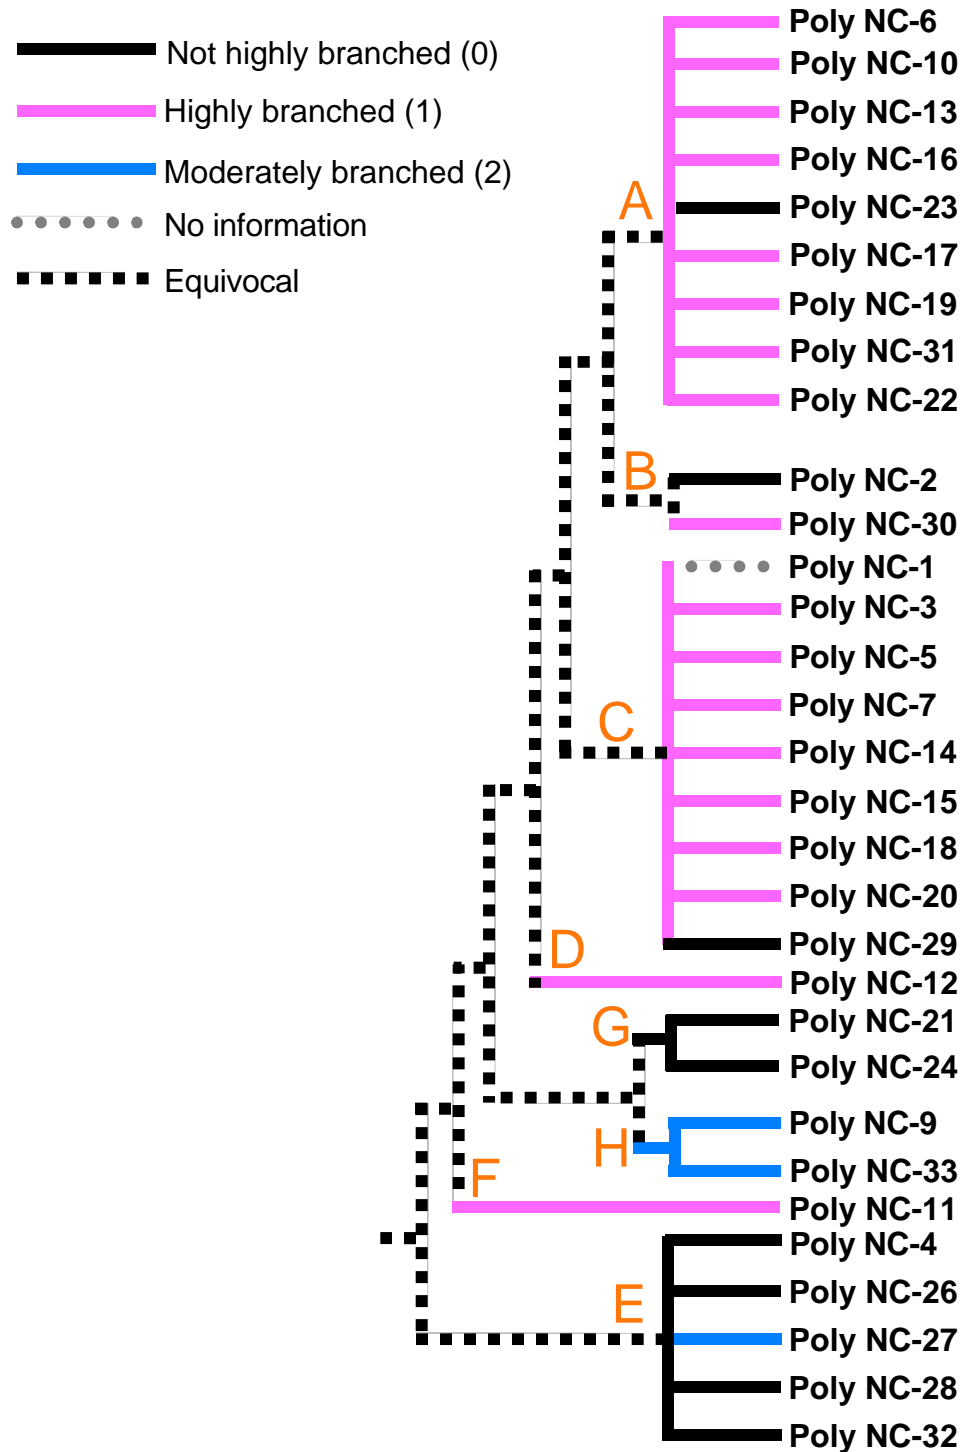 Not highly branched (0)
Highly branched (1)
Moderately branched (2)
No information
Equivocal
Poly NC-6
Poly NC-10
Poly NC-13
Poly NC-16
A
Poly NC-23
Poly NC-17
Poly NC-19
Poly NC-31
Poly NC-22
B
Poly NC-2
Poly NC-30
Poly NC-1
Poly NC-3
Poly NC-5
Poly NC-7
C
Poly NC-14
Poly NC-15
Poly NC-18
Poly NC-20
Poly NC-29
D
Poly NC-12
G
Poly NC-21
Poly NC-24
Poly NC-9
H
Poly NC-33
F
Poly NC-11
Poly NC-4
Poly NC-26
E
Poly NC-27
Poly NC-28
Poly NC-32